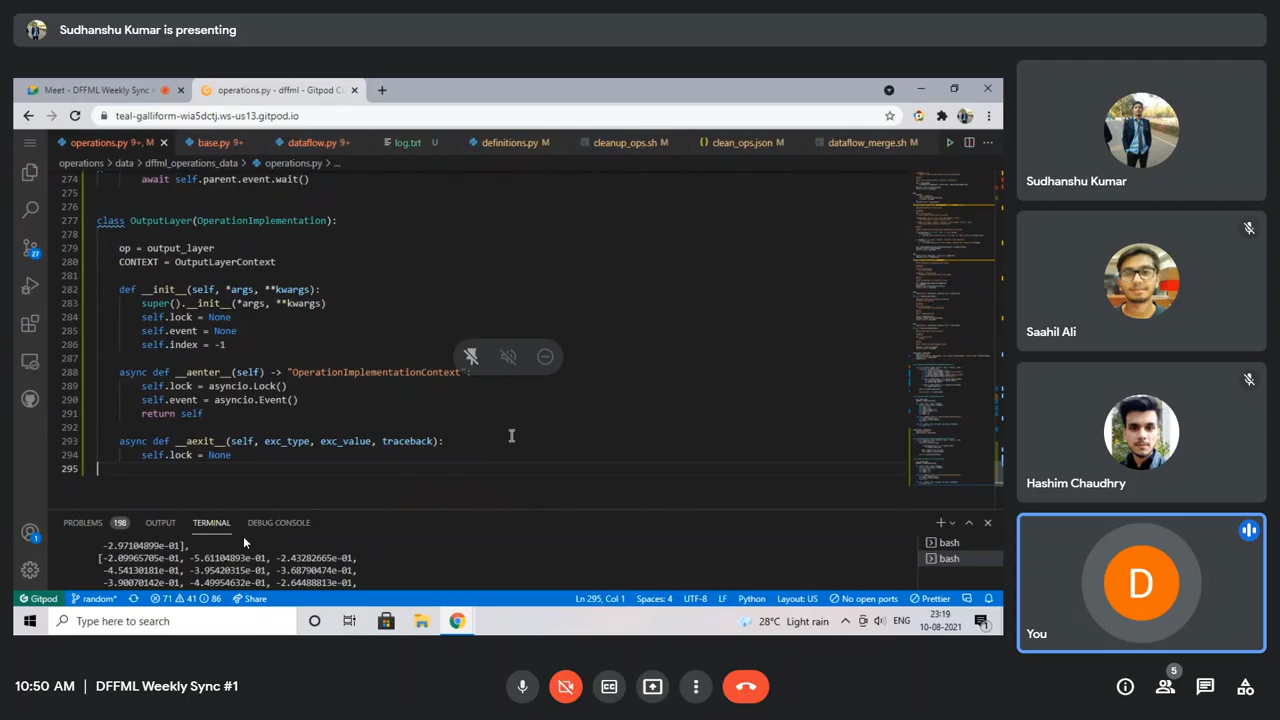 Sudhanshu Kumar is presenting
Meet - DFFML Weekly Sync
operations.py - dffml - Gitpod C
teal-galliform-wia5dctj.ws-us13.gitpod.io
operations.py 9+, M
base.py 9+
dataflow.py 9+
log.txt U
definitions.py M
cleanup_ops.sh M
clean_ops.json M
dataflow_merge.sh M
operations > data > dffml_operations_data > operations.py > ...
274 await self.parent.event.wait()
275
276
277 class OutputLayer(OperationImplementation):
278
279 op = output_layer
280 CONTEXT = OutputLayerContext
281
282 def __init__(self, *args, **kwargs):
283 super().__init__(*args, **kwargs)
284 self.lock = None
285 self.event = None
286 self.index = -1
287
288 async def __aenter__(self) -> "OperationImplementationContext":
289 self.lock = asyncio.Lock()
290 self.event = asyncio.Event()
291 return self
292
293 async def __aexit__(self, exc_type, exc_value, traceback):
294 self.lock = None
295
27
1
PROBLEMS 198 OUTPUT TERMINAL DEBUG CONSOLE
-2.97104899e-01],
[-2.09965705e-01, -5.61104893e-01, -2.43282665e-01,
-4.54130181e-01, -3.95420315e-01, -3.68790474e-01,
-3.90070142e-01, -4.49954632e-01, -2.64488813e-01,
bash
bash
Gitpod random* 71 41 86 Share Ln 295, Col 1 Spaces: 4 UTF-8 LF Python Layout: US No open ports Prettier
Type here to search
28°C Light rain ENG 23:19
10-08-2021
1
Sudhanshu Kumar
Saahil Ali
Hashim Chaudhry
D
You
10:50 AM | DFFML Weekly Sync #1
5